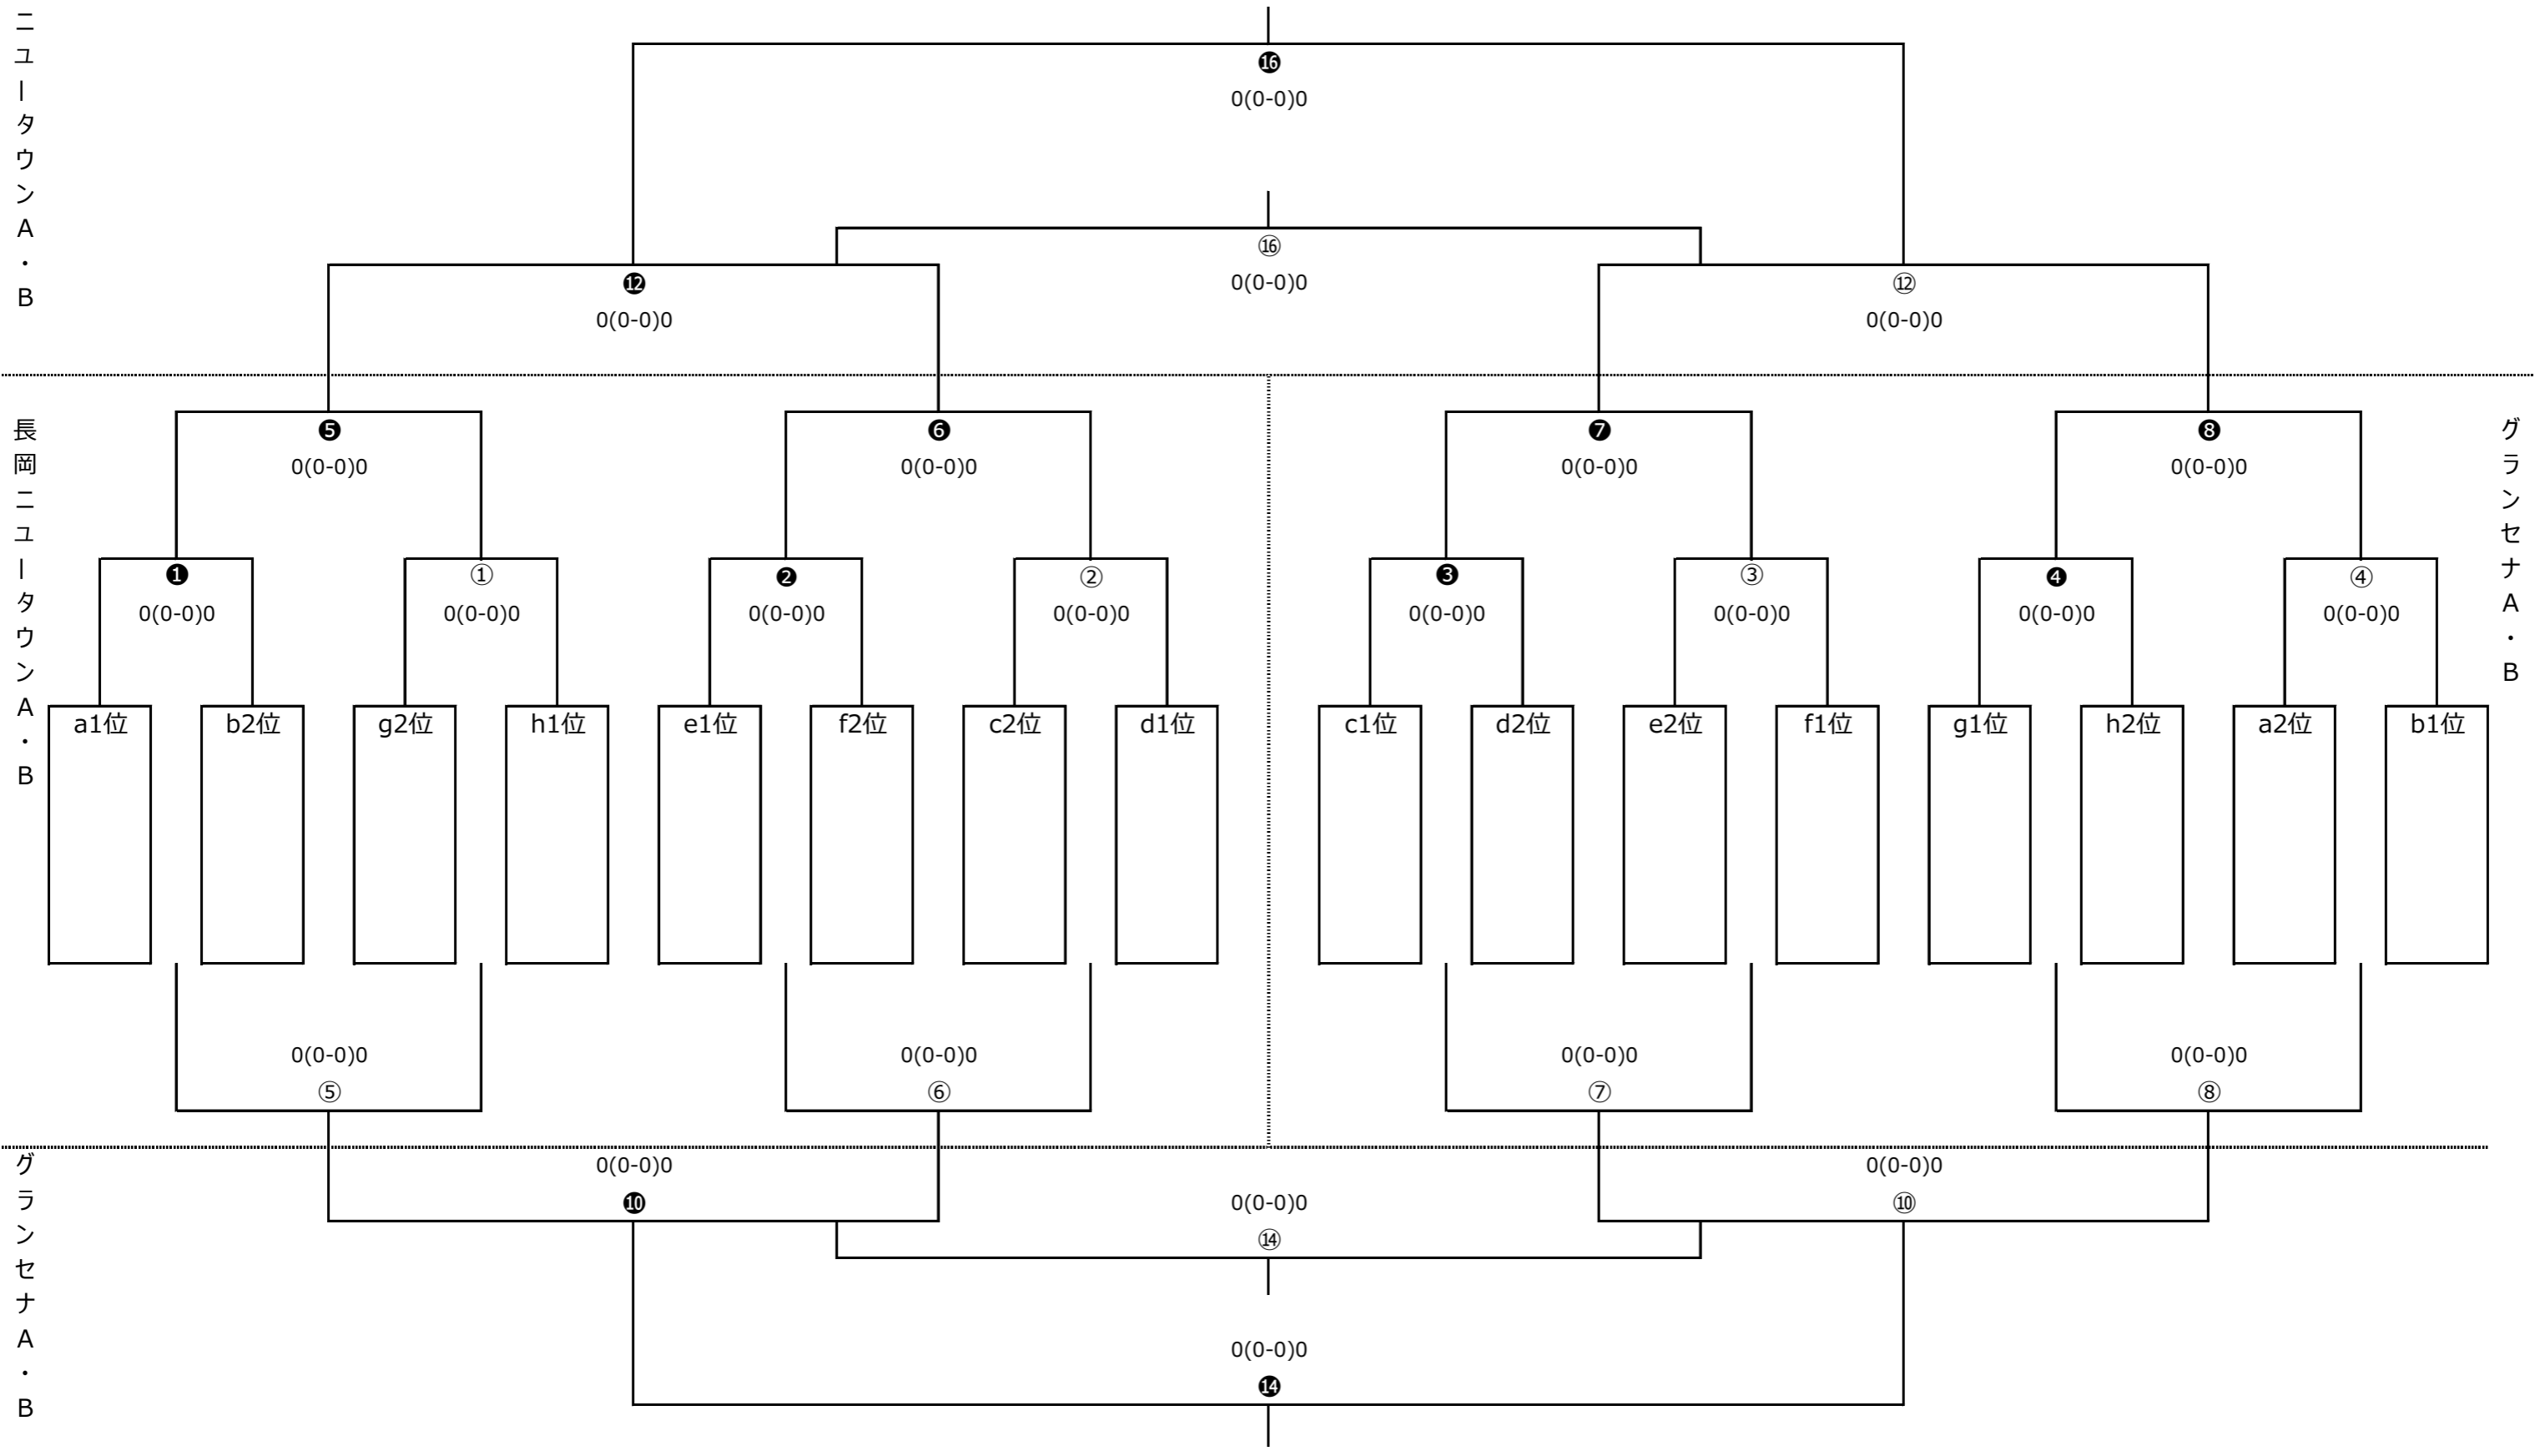 ニュータウンA・B
⓰
0(0-0)0
⑯
0(0-0)0
⓬
0(0-0)0
⑫
0(0-0)0
長岡ニュータウンA・B
グランセナA・B
❺ ❻ ❼ ❽
0(0-0)0 0(0-0)0 0(0-0)0 0(0-0)0
❶ ① ❷ ② ❸ ③ ❹ ④
0(0-0)0 0(0-0)0 0(0-0)0 0(0-0)0 0(0-0)0 0(0-0)0 0(0-0)0 0(0-0)0
a1位 b2位 g2位 h1位 e1位 f2位 c2位 d1位 c1位 d2位 e2位 f1位 g1位 h2位 a2位 b1位
0(0-0)0 0(0-0)0 0(0-0)0 0(0-0)0
⑤ ⑥ ⑦ ⑧
グランセナA・B
0(0-0)0 0(0-0)0
❿ 0(0-0)0 ⑩
⑭
0(0-0)0
⓮